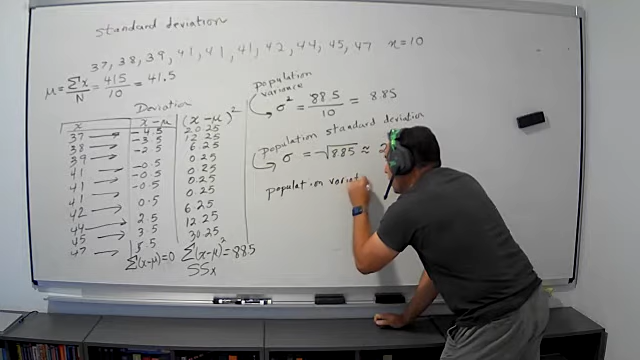 standard deviation
37, 38, 39, 41, 41, 41, 42, 44, 45, 47 n=10
μ = Σx/N = 415/10 = 41.5
Deviation
x | x-μ | (x-μ)²
37 → -4.5 20.25
38 → -3.5 12.25
39 → -2.5 6.25
41 → -0.5 0.25
41 → -0.5 0.25
41 → -0.5 0.25
42 → 0.5 0.25
44 → 2.5 6.25
45 → 3.5 12.25
47 → 5.5 30.25
Σ(x-μ)=0 Σ(x-μ)²=88.5
SSx
population
variance
σ² = 88.5/10 = 8.85
population standard deviation
σ = √8.85 ≈ 2
population variat